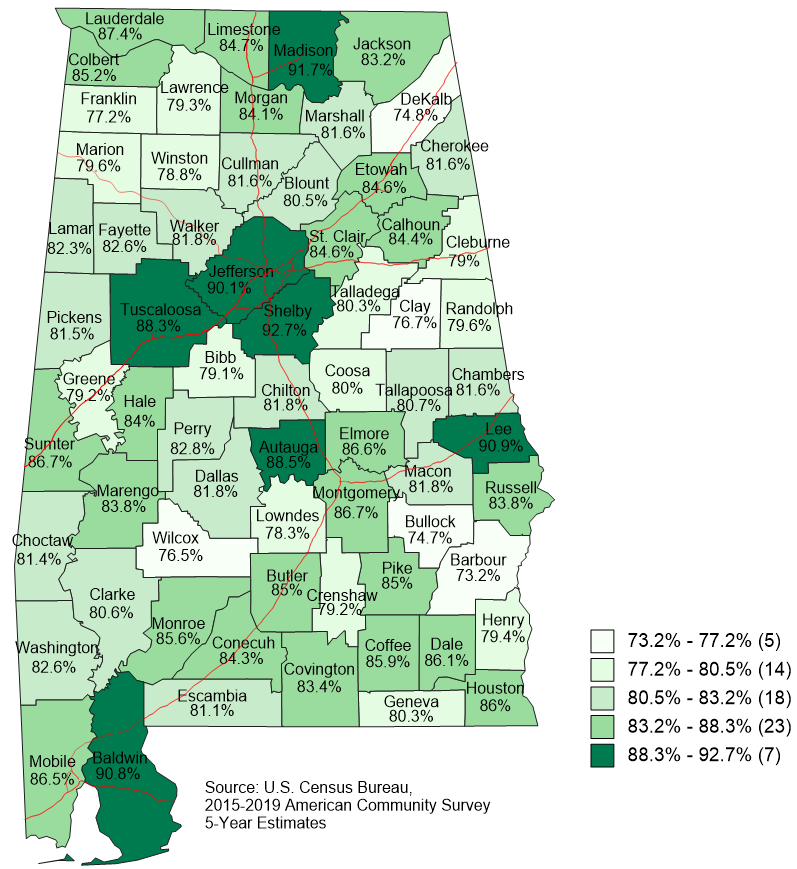 Lauderdale
87.4%
Limestone
84.7%
Madison
91.7%
Jackson
83.2%
Colbert
85.2%
Lawrence
79.3%
Franklin
77.2%
Morgan
84.1%
DeKalb
74.8%
Marshall
81.6%
Marion
79.6%
Winston
78.8%
Cullman
81.6%
Blount
80.5%
Cherokee
81.6%
Etowah
84.6%
Lamar
82.3%
Fayette
82.6%
Walker
81.8%
St. Clair
84.6%
Calhoun
84.4%
Cleburne
79%
Jefferson
90.1%
Tuscaloosa
88.3%
Shelby
92.7%
Talladega
80.3%
Clay
76.7%
Randolph
79.6%
Pickens
81.5%
Bibb
79.1%
Greene
79.2%
Hale
84%
Chilton
81.8%
Coosa
80%
Tallapoosa
80.7%
Chambers
81.6%
Sumter
86.7%
Perry
82.8%
Autauga
88.5%
Elmore
86.6%
Lee
90.9%
Marengo
83.8%
Dallas
81.8%
Montgomery
86.7%
Macon
81.8%
Russell
83.8%
Lowndes
78.3%
Bullock
74.7%
Choctaw
81.4%
Wilcox
76.5%
Barbour
73.2%
Butler
85%
Pike
85%
Clarke
80.6%
Crenshaw
79.2%
Monroe
85.6%
Henry
79.4%
Washington
82.6%
Conecuh
84.3%
Coffee
85.9%
Dale
86.1%
Covington
83.4%
Escambia
81.1%
Geneva
80.3%
Houston
86%
Mobile
86.5%
Baldwin
90.8%
73.2% - 77.2% (5)
77.2% - 80.5% (14)
80.5% - 83.2% (18)
83.2% - 88.3% (23)
88.3% - 92.7% (7)
Source: U.S. Census Bureau,
2015-2019 American Community Survey
5-Year Estimates